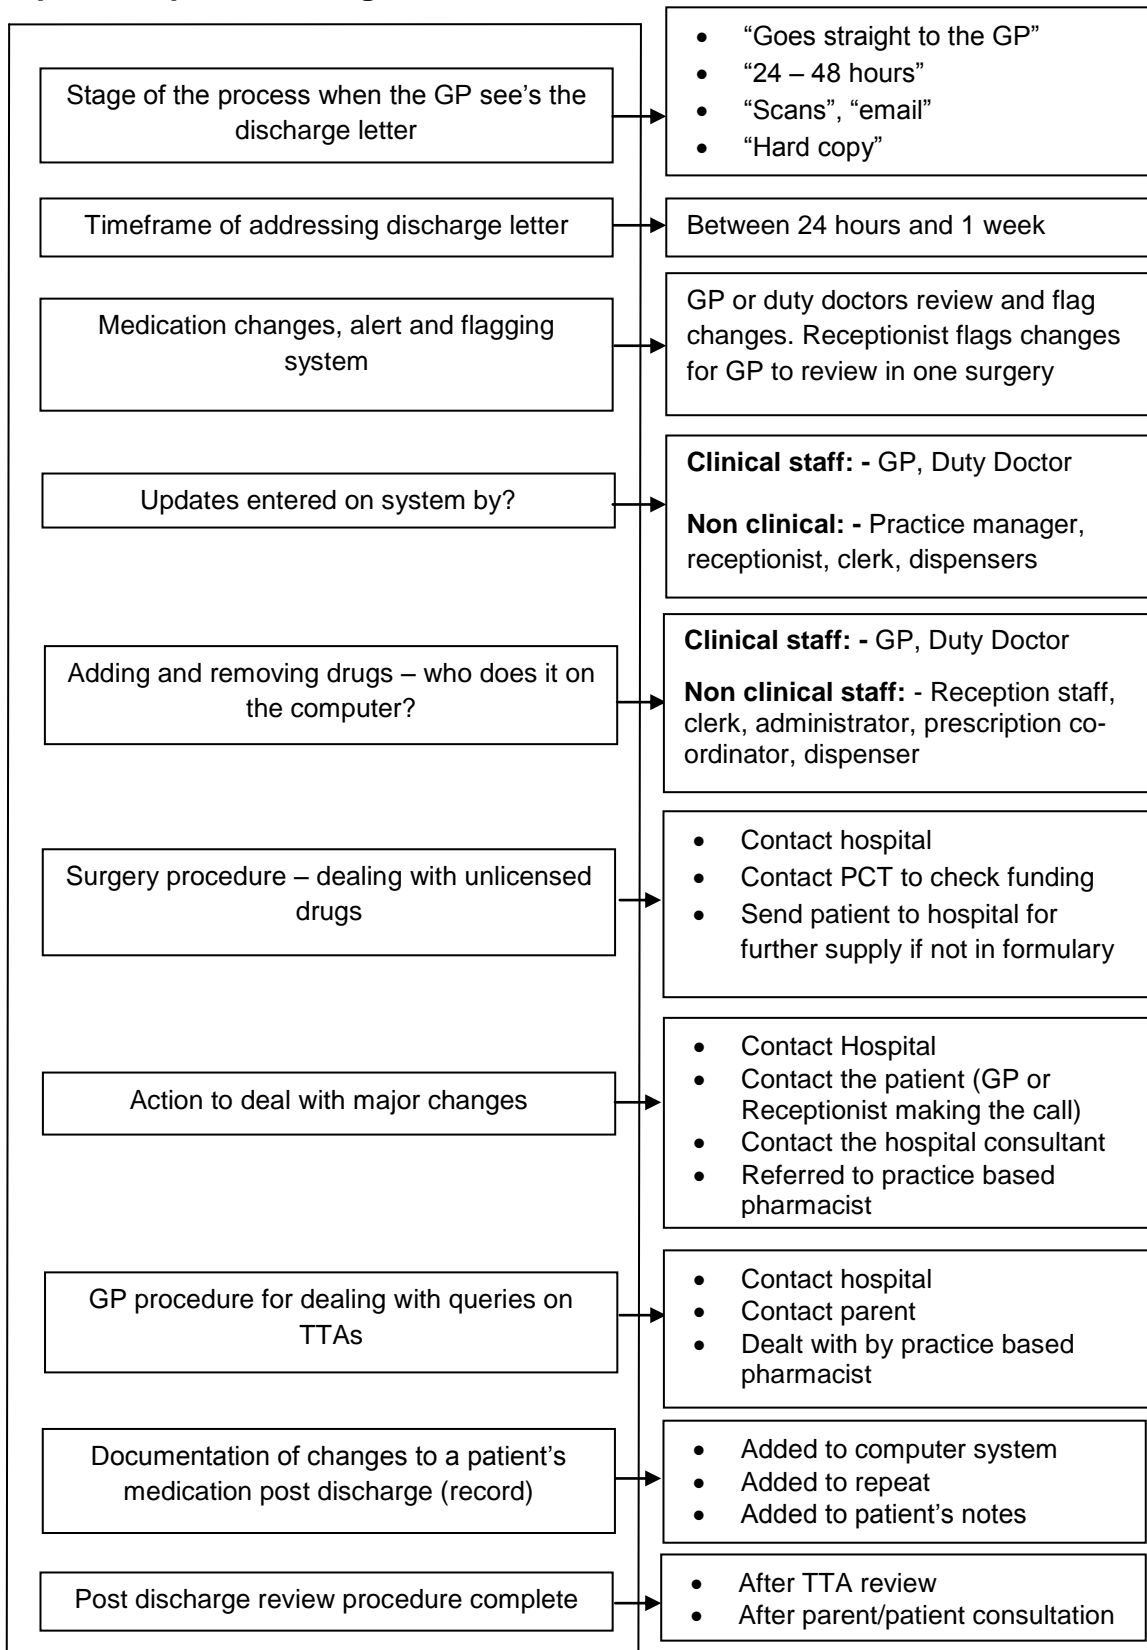 Stage of the process when the GP see's the
discharge letter
• “Goes straight to the GP”
• “24 – 48 hours”
• “Scans”, “email”
• “Hard copy”
Timeframe of addressing discharge letter
Between 24 hours and 1 week
Medication changes, alert and flagging
system
GP or duty doctors review and flag
changes. Receptionist flags changes
for GP to review in one surgery
Updates entered on system by?
Clinical staff: - GP, Duty Doctor
Non clinical: - Practice manager,
receptionist, clerk, dispensers
Adding and removing drugs – who does it on
the computer?
Clinical staff: - GP, Duty Doctor
Non clinical staff: - Reception staff,
clerk, administrator, prescription co-
ordinator, dispenser
Surgery procedure – dealing with unlicensed
drugs
• Contact hospital
• Contact PCT to check funding
• Send patient to hospital for
further supply if not in formulary
Action to deal with major changes
• Contact Hospital
• Contact the patient (GP or
Receptionist making the call)
• Contact the hospital consultant
• Referred to practice based
pharmacist
GP procedure for dealing with queries on
TTAs
• Contact hospital
• Contact parent
• Dealt with by practice based
pharmacist
Documentation of changes to a patient’s
medication post discharge (record)
• Added to computer system
• Added to repeat
• Added to patient’s notes
Post discharge review procedure complete
• After TTA review
• After parent/patient consultation